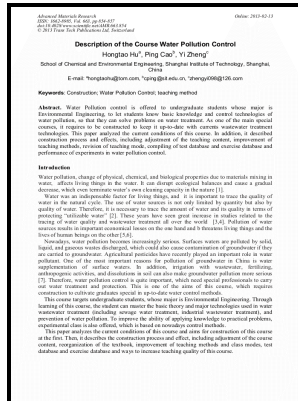 Advanced Materials Research
ISSN: 1662-8985, Vol. 663, pp 834-837
© 2013 Trans Tech Publications Ltd, Switzerland
Online: 2013-02-13
Description of the Course Water Pollution Control
Hongtao Hu, Ping Cao, Yi Zheng
School of Chemical and Environmental Engineering, Shanghai Institute of Technology, Shanghai,
China
Keywords: Construction; Water Pollution Control; teaching method
Abstract. Water Pollution Control is offered to undergraduate students whose major is
Environmental Engineering, to let students know basic knowledge and control technologies of
water pollution, so that they can solve problems on water treatment. As one of the main special
courses, it requires to be constructed to keep it up-to-date with currents wastewater treatment
technologies. This paper analyzed the current conditions of this course. In addition, it described
construction process and effects, including adjustment of the teaching content, improvement of
teaching methods, revision of teaching mode, compiling of test database and exercise database and
performance of experiments in water pollution control.
Introduction
Water pollution, change of physical, chemical, and biological properties due to materials mixing in
water, affects living things in the water. It can disrupt ecological balances and cause a gradual
decrease, which even terminate water's own cleaning capacity in the nature [1].
Water was an indispensable factor for living things, and it is important to trace the quality of
water in the natural cycle. The use of water sources is not only limited by quantity but also by
quality of water. Therefore, it is necessary to trace the amount of water and its quality in terms of
protecting "utilizable water" [2]. These years have seen great increase in studies related to the
tracing of water quality and wastewater treatment all over the world [3,4]. Pollution of water
sources results in important economical losses on the one hand and it threatens living things and the
lives of human beings on the other [5,6].
Nowadays, water pollution becomes increasingly serious. Surfaces waters are polluted by solid,
liquid, and gaseous wastes discharged, which could also cause contamination of groundwater if they
are carried to groundwater. Agricultural pesticides have recently played an important role in water
pollutant. One of the most important reasons for pollution of groundwater in China is water
supplementation of surface waters. In addition, irrigation with wastewater, fertilizing,
anthropogenic activities, and dissolutions in soil can also make groundwater pollution more serious
[7]. Therefore, water pollution control is quite important, which need special professionals to carry
out water treatment and protection. This is one of the aims of this course, which requires
construction to cultivate graduates special in up-to-date water control methods.
This course targets undergraduate students, whose major is Environmental Engineering. Through
learning of this course, the student can master the basic theory and major technologies used in water
treatment (including sewage water treatment, industrial wastewater treatment), and
prevention of water pollution. To improve the ability of applying knowledge to practical problems,
experimental class is also offered, which is based on nowadays control methods.
This paper analyzes the current conditions of this course and aims for construction of this course
at the first. Then, it describes the construction process and effect, including adjustment of the course
content, reorganization of the textbook, improvement of teaching methods and class modes, test
database and exercise database and ways to increase teaching quality of this course.